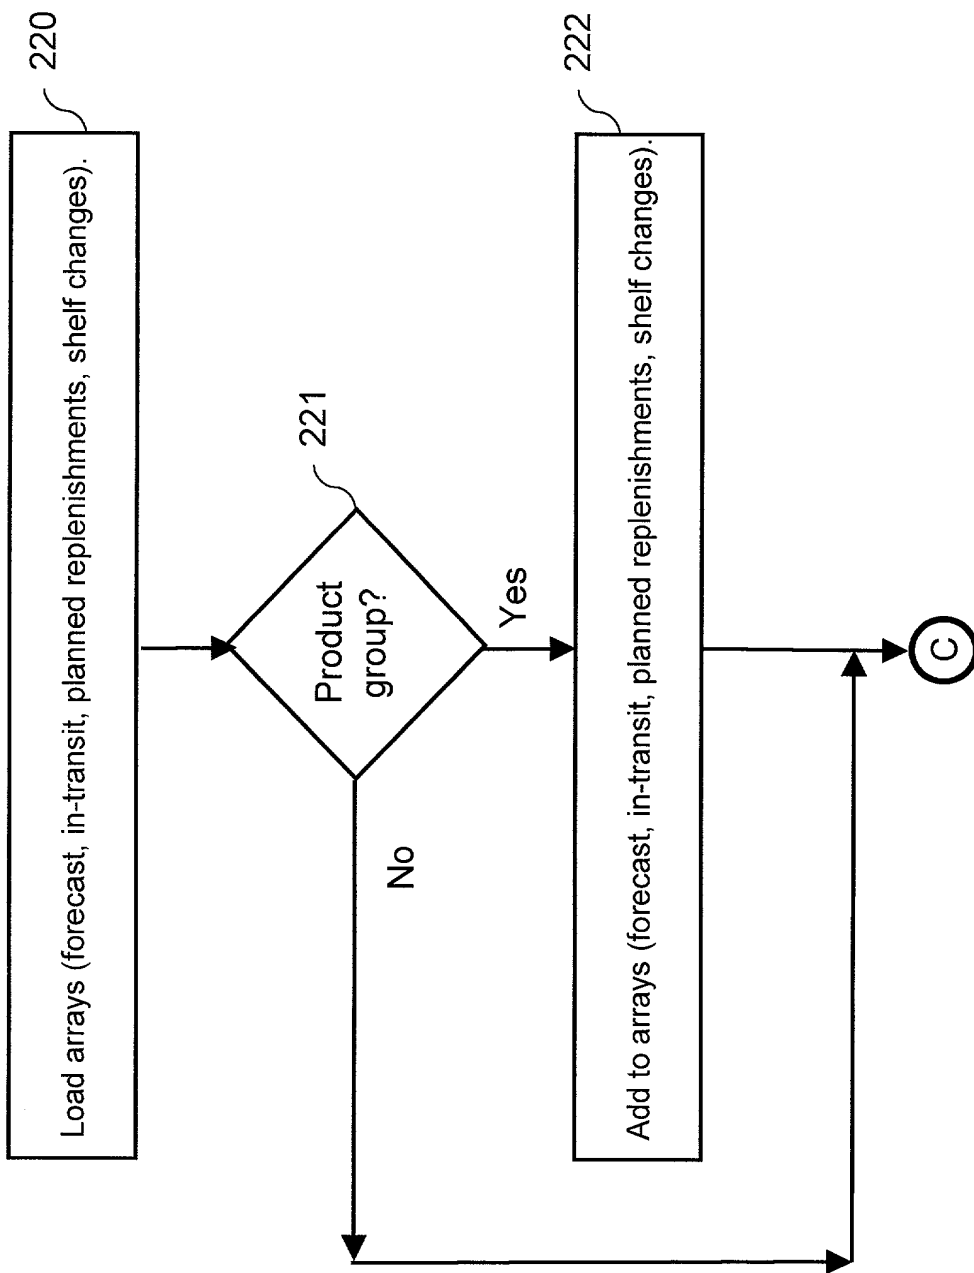 220
Load arrays (forecast, in-transit, planned replenishments, shelf changes).
221
Product
group?
No
Yes
222
Add to arrays (forecast, in-transit, planned replenishments, shelf changes).
C